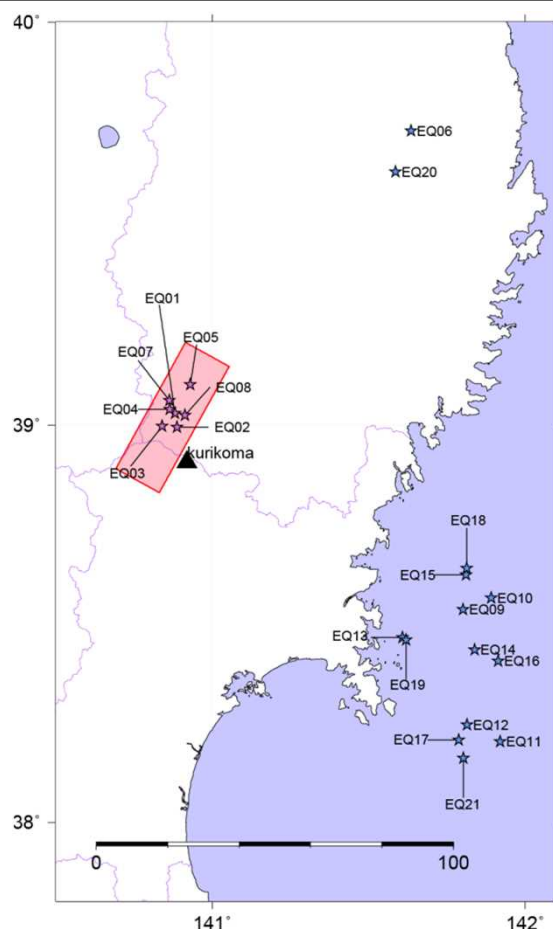 40°
EQ06
EQ20
EQ01
EQ05
EQ07
EQ08
EQ04
39°
EQ02
kurikoma
EQ03
EQ18
EQ15
EQ10
EQ09
EQ13
EQ14
EQ16
EQ19
EQ12
EQ17
EQ11
EQ21
38°
0
100
141°
142°